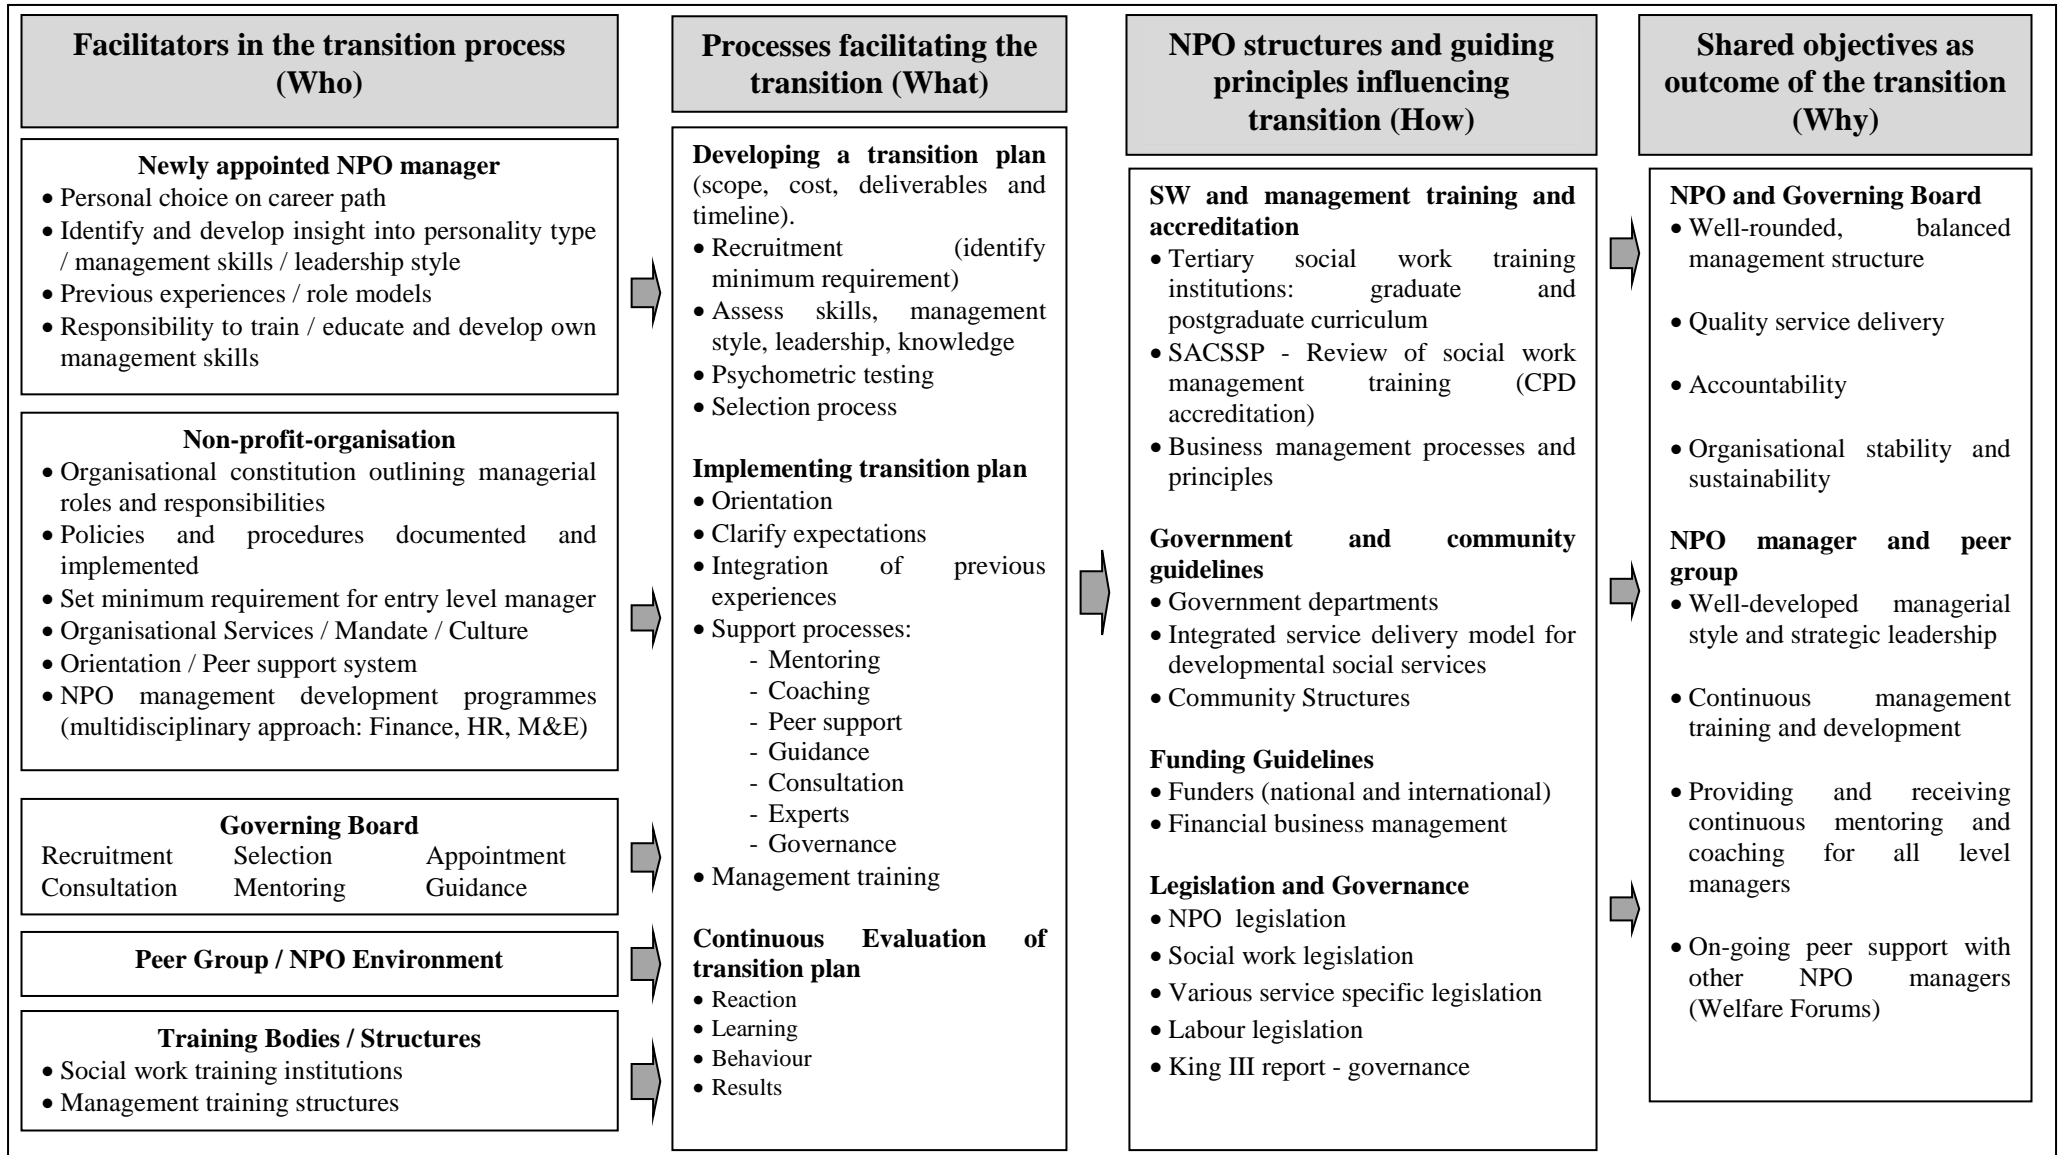 Facilitators in the transition process
(Who)
Newly appointed NPO manager
• Personal choice on career path
• Identify and develop insight into personality type
/ management skills / leadership style
• Previous experiences / role models
• Responsibility to train / educate and develop own
management skills
Non-profit-organisation
• Organisational constitution outlining managerial
roles and responsibilities
• Policies and procedures documented and
implemented
• Set minimum requirement for entry level manager
• Organisational Services / Mandate / Culture
• Orientation / Peer support system
• NPO management development programmes
(multidisciplinary approach: Finance, HR, M&E)
Governing Board
Recruitment Selection Appointment
Consultation Mentoring Guidance
Peer Group / NPO Environment
Training Bodies / Structures
• Social work training institutions
• Management training structures
Processes facilitating the
transition (What)
Developing a transition plan
(scope, cost, deliverables and
timeline).
• Recruitment (identify
minimum requirement)
• Assess skills, management
style, leadership, knowledge
• Psychometric testing
• Selection process
Implementing transition plan
• Orientation
• Clarify expectations
• Integration of previous
experiences
• Support processes:
- Mentoring
- Coaching
- Peer support
- Guidance
- Consultation
- Experts
- Governance
• Management training
Continuous Evaluation of
transition plan
• Reaction
• Learning
• Behaviour
• Results
NPO structures and guiding
principles influencing
transition (How)
SW and management training and
accreditation
• Tertiary social work training
institutions: graduate and
postgraduate curriculum
• SACSSP - Review of social work
management training (CPD
accreditation)
• Business management processes and
principles
Government and community
guidelines
• Government departments
• Integrated service delivery model for
developmental social services
• Community Structures
Funding Guidelines
• Funders (national and international)
• Financial business management
Legislation and Governance
• NPO legislation
• Social work legislation
• Various service specific legislation
• Labour legislation
• King III report - governance
Shared objectives as
outcome of the transition
(Why)
NPO and Governing Board
• Well-rounded, balanced
management structure
• Quality service delivery
• Accountability
• Organisational stability and
sustainability
NPO manager and peer
group
• Well-developed managerial
style and strategic leadership
• Continuous management
training and development
• Providing and receiving
continuous mentoring and
coaching for all level
managers
• On-going peer support with
other NPO managers
(Welfare Forums)